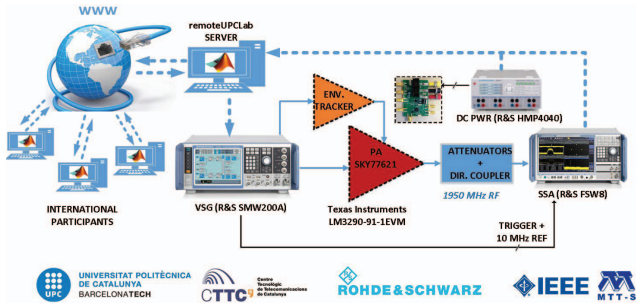 WWW
remoteUPCLab
SERVER
ENV.
TRACKER
DC PWR (R&S HMP4040)
PA
SKY77621
ATTENUATORS
+
DIR. COUPLER
1950 MHz RF
VSG (R&S SMW200A)
Texas Instruments
LM3290-91-1EVM
SSA (R&S FSW8)
INTERNATIONAL
PARTICIPANTS
TRIGGER +
10 MHz REF
UPC
UNIVERSITAT POLITÈCNICA
DE CATALUNYA
BARCELONATECH
CTTC9
Centre
Tecnològic
de Telecomunicacions
de Catalunya
ROHDE & SCHWARZ
IEEE
MTT-S